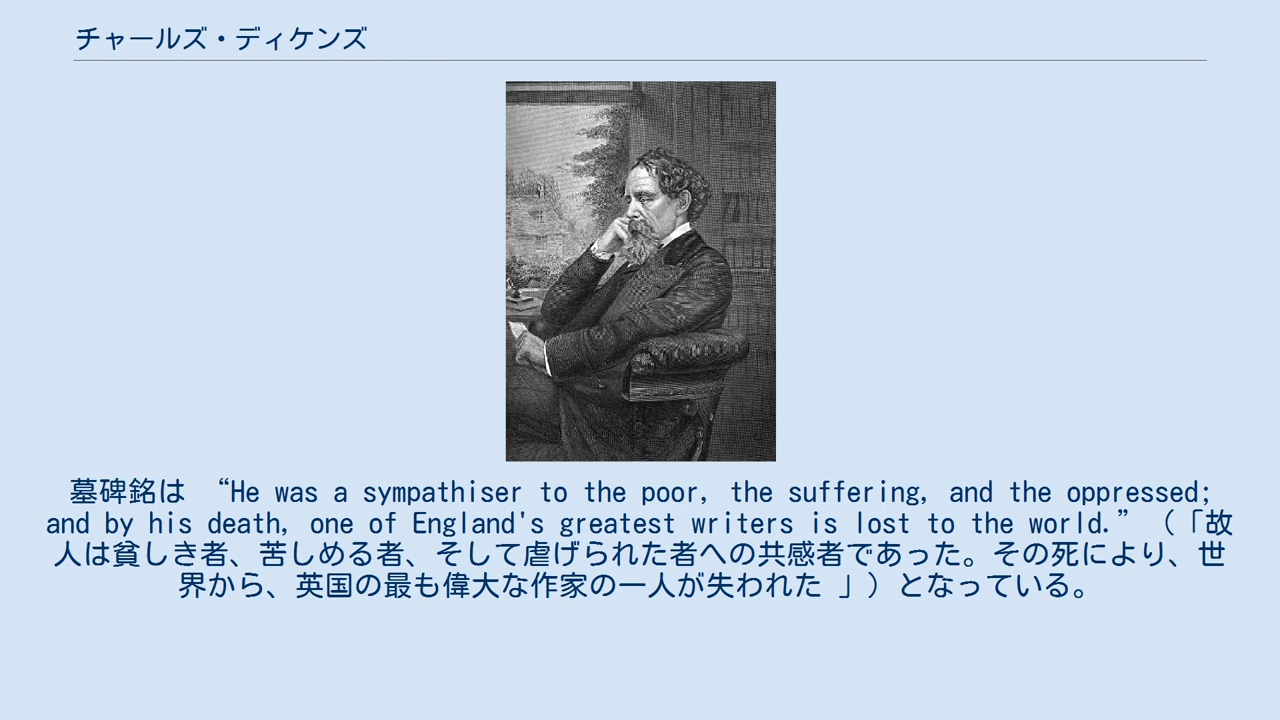 チャールズ・ディケンズ
墓碑銘は “He was a sympathiser to the poor, the suffering, and the oppressed;
and by his death, one of England's greatest writers is lost to the world.” （「故
人は貧しき者、苦しめる者、そして虐げられた者への共感者であった。その死により、世
界から、英国の最も偉大な作家の一人が失われた 」）となっている。